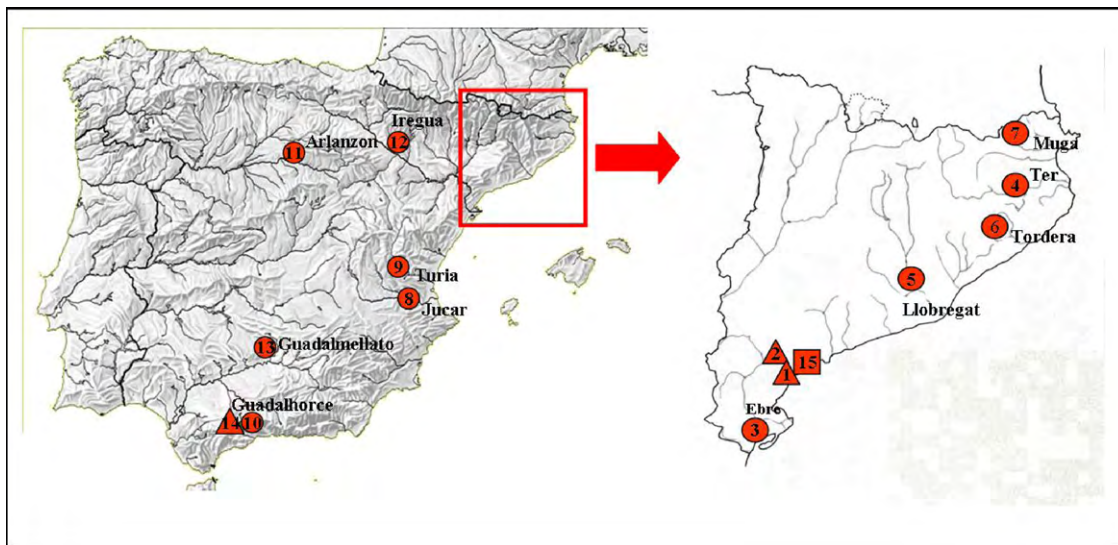 Iregua
12
11
Arlanzon
9
Turia
8
Jucar
13
Guadalmellato
Guadalhorce
14
10
7
Muga
Ter
4
6
Tordera
5
Llobregat
2
15
1
Ebre
3